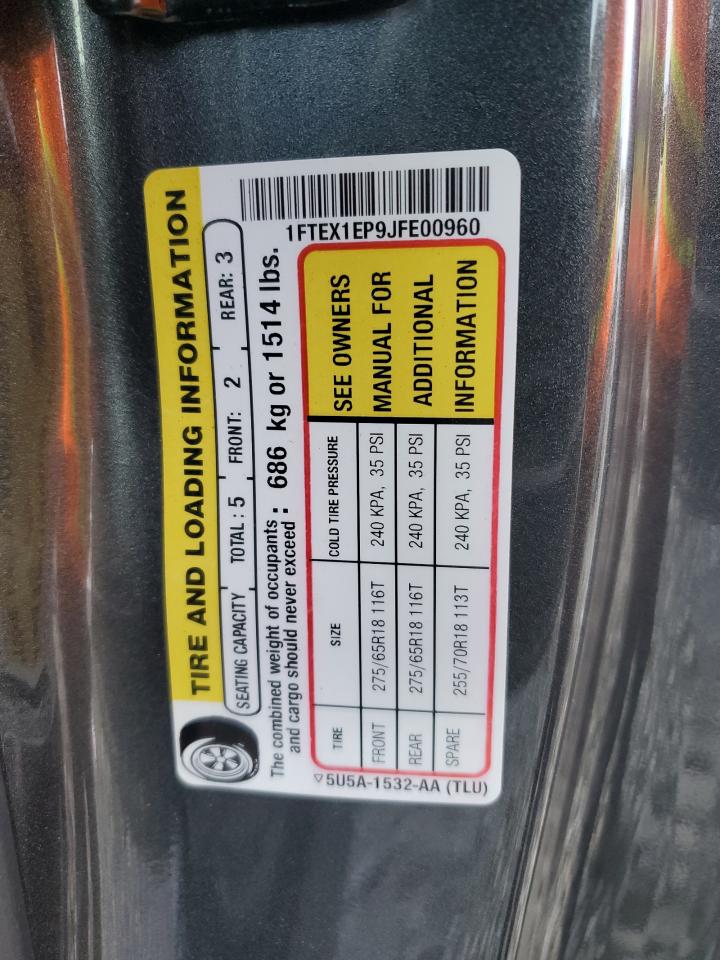 TIRE AND LOADING INFORMATION
SEATING CAPACITY TOTAL : 5 FRONT: 2 REAR: 3
The combined weight of occupants
and cargo should never exceed : 686 kg or 1514 lbs.
1FTEX1EP9JFE00960
TIRE SIZE COLD TIRE PRESSURE SEE OWNERS
FRONT 275/65R18 116T 240 KPA, 35 PSI MANUAL FOR
REAR 275/65R18 116T 240 KPA, 35 PSI ADDITIONAL
SPARE 255/70R18 113T 240 KPA, 35 PSI INFORMATION
▽5U5A-1532-AA (TLU)